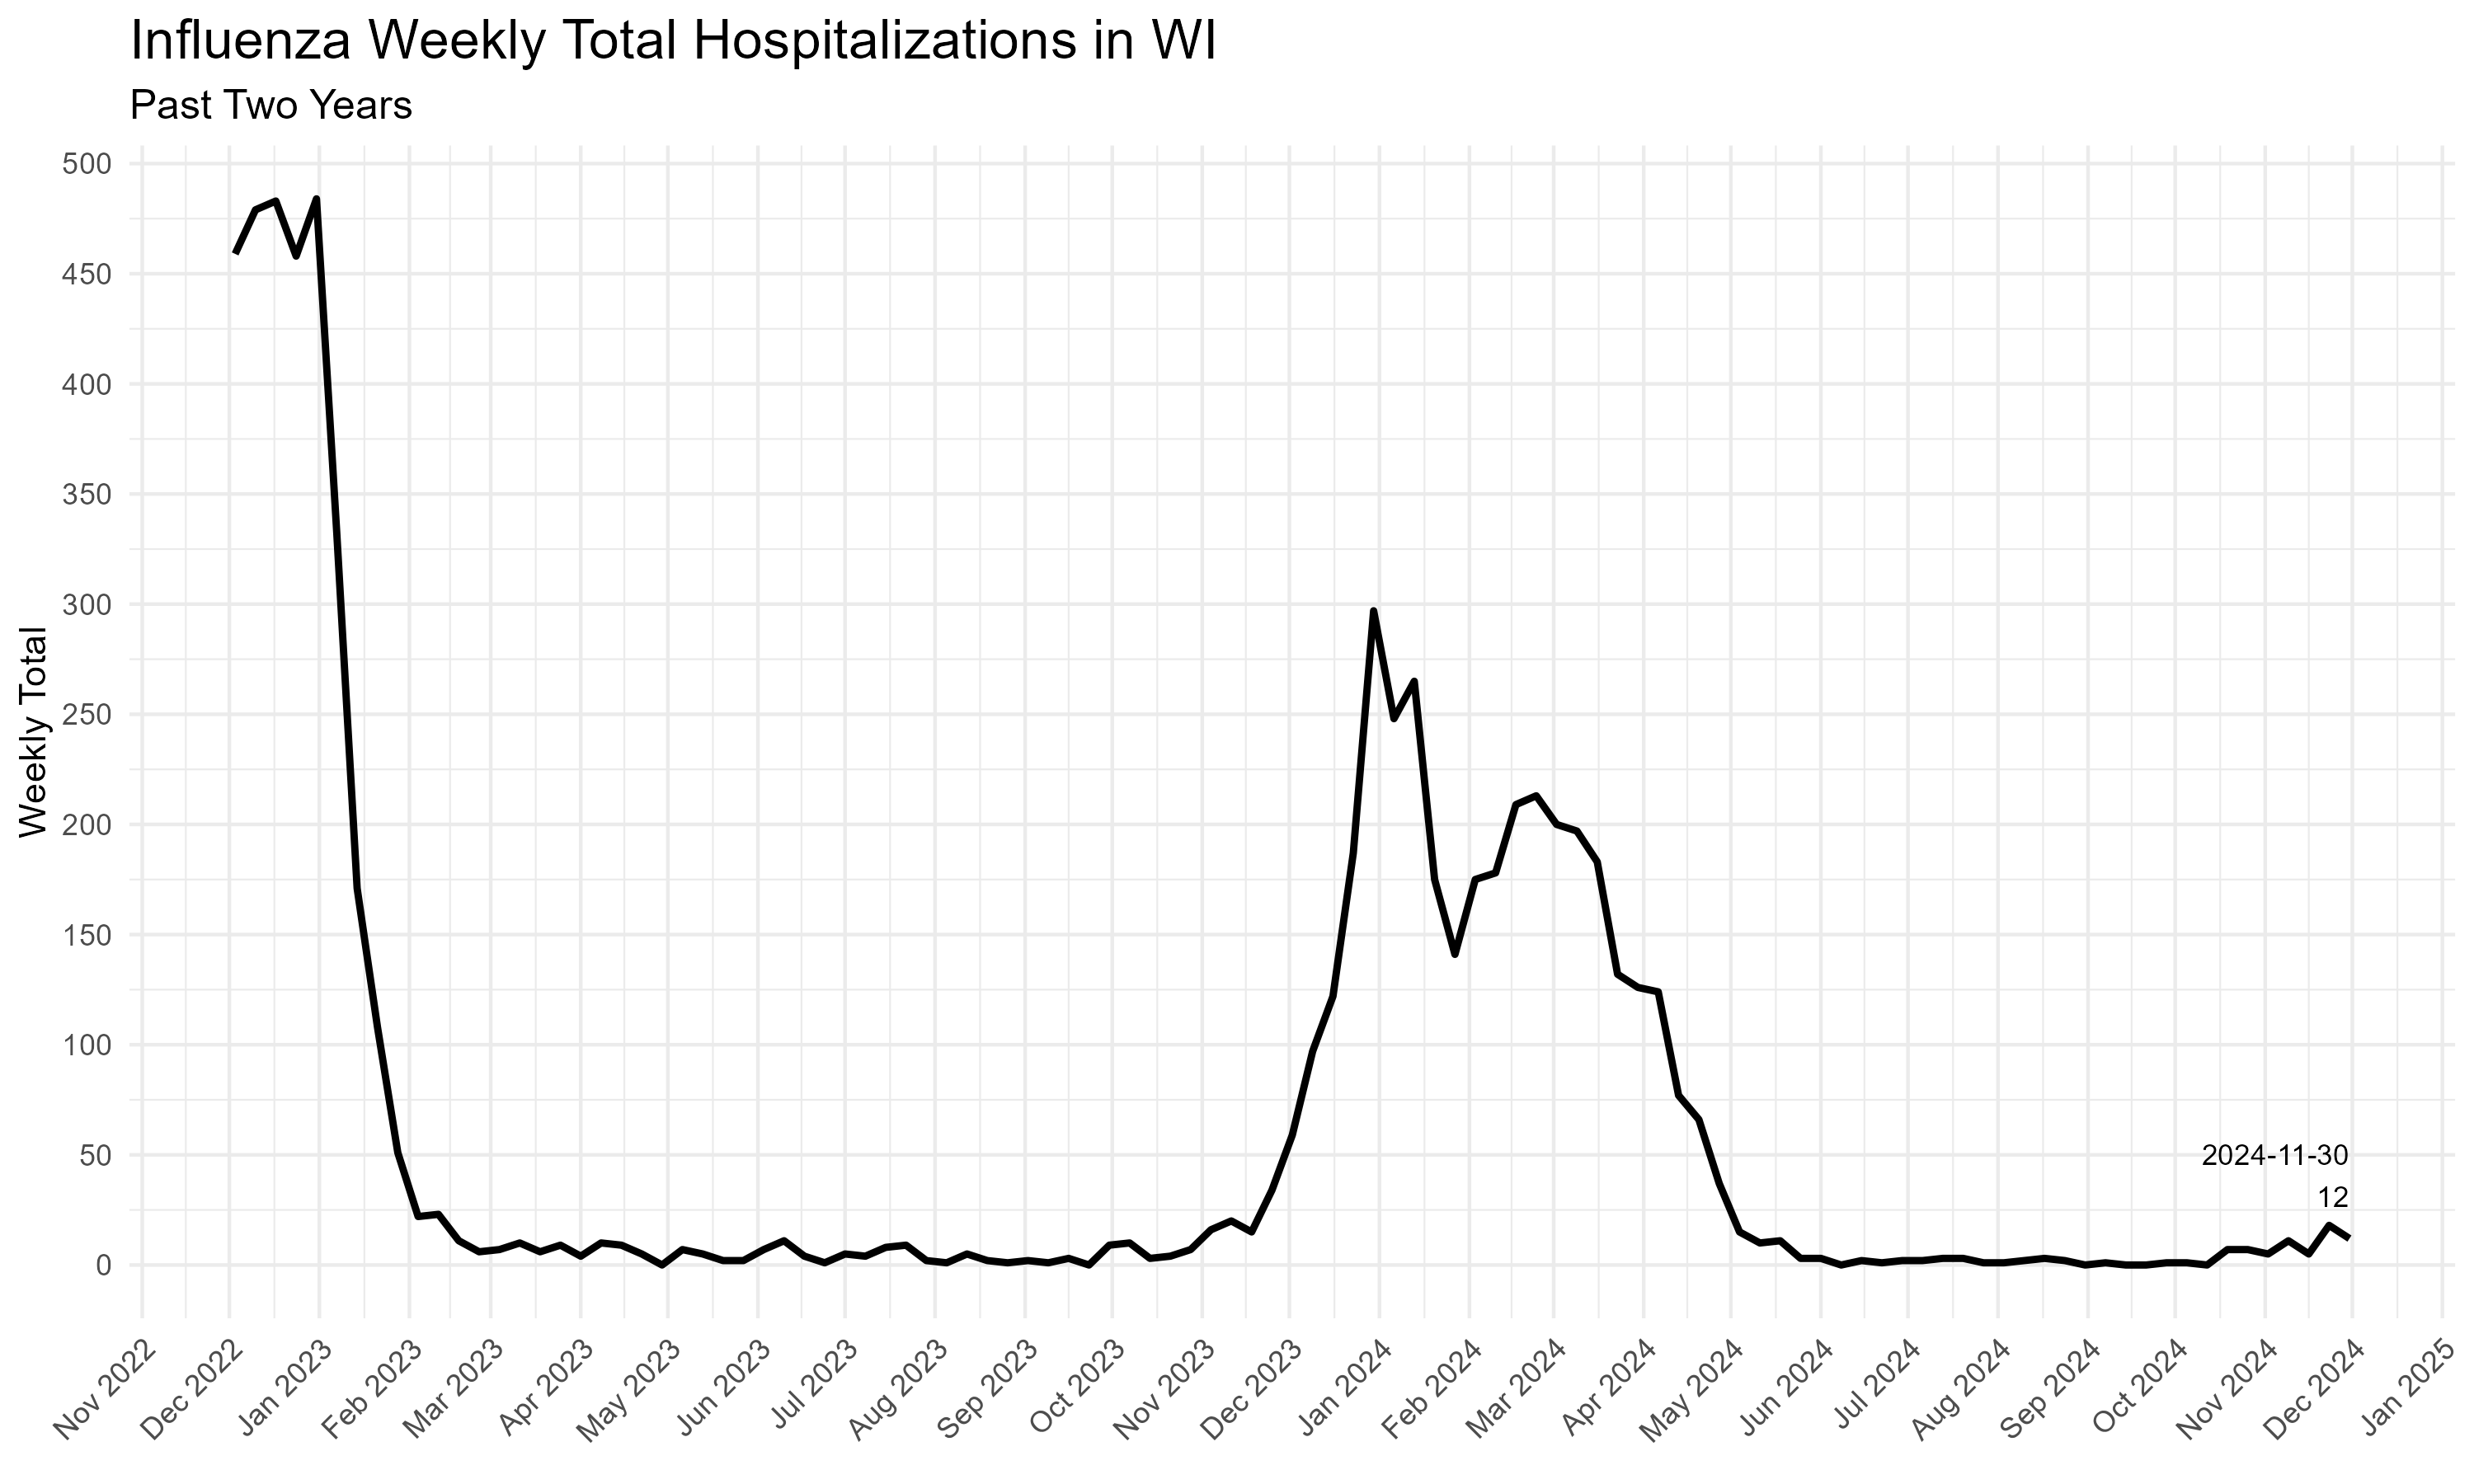 Influenza Weekly Total Hospitalizations in WI
Past Two Years
Weekly Total
500
450
400
350
300
250
200
150
100
50
0
2024-11-30
12
Nov 2022
Dec 2022
Jan 2023
Feb 2023
Mar 2023
Apr 2023
May 2023
Jun 2023
Jul 2023
Aug 2023
Sep 2023
Oct 2023
Nov 2023
Dec 2023
Jan 2024
Feb 2024
Mar 2024
Apr 2024
May 2024
Jun 2024
Jul 2024
Aug 2024
Sep 2024
Oct 2024
Nov 2024
Dec 2024
Jan 2025